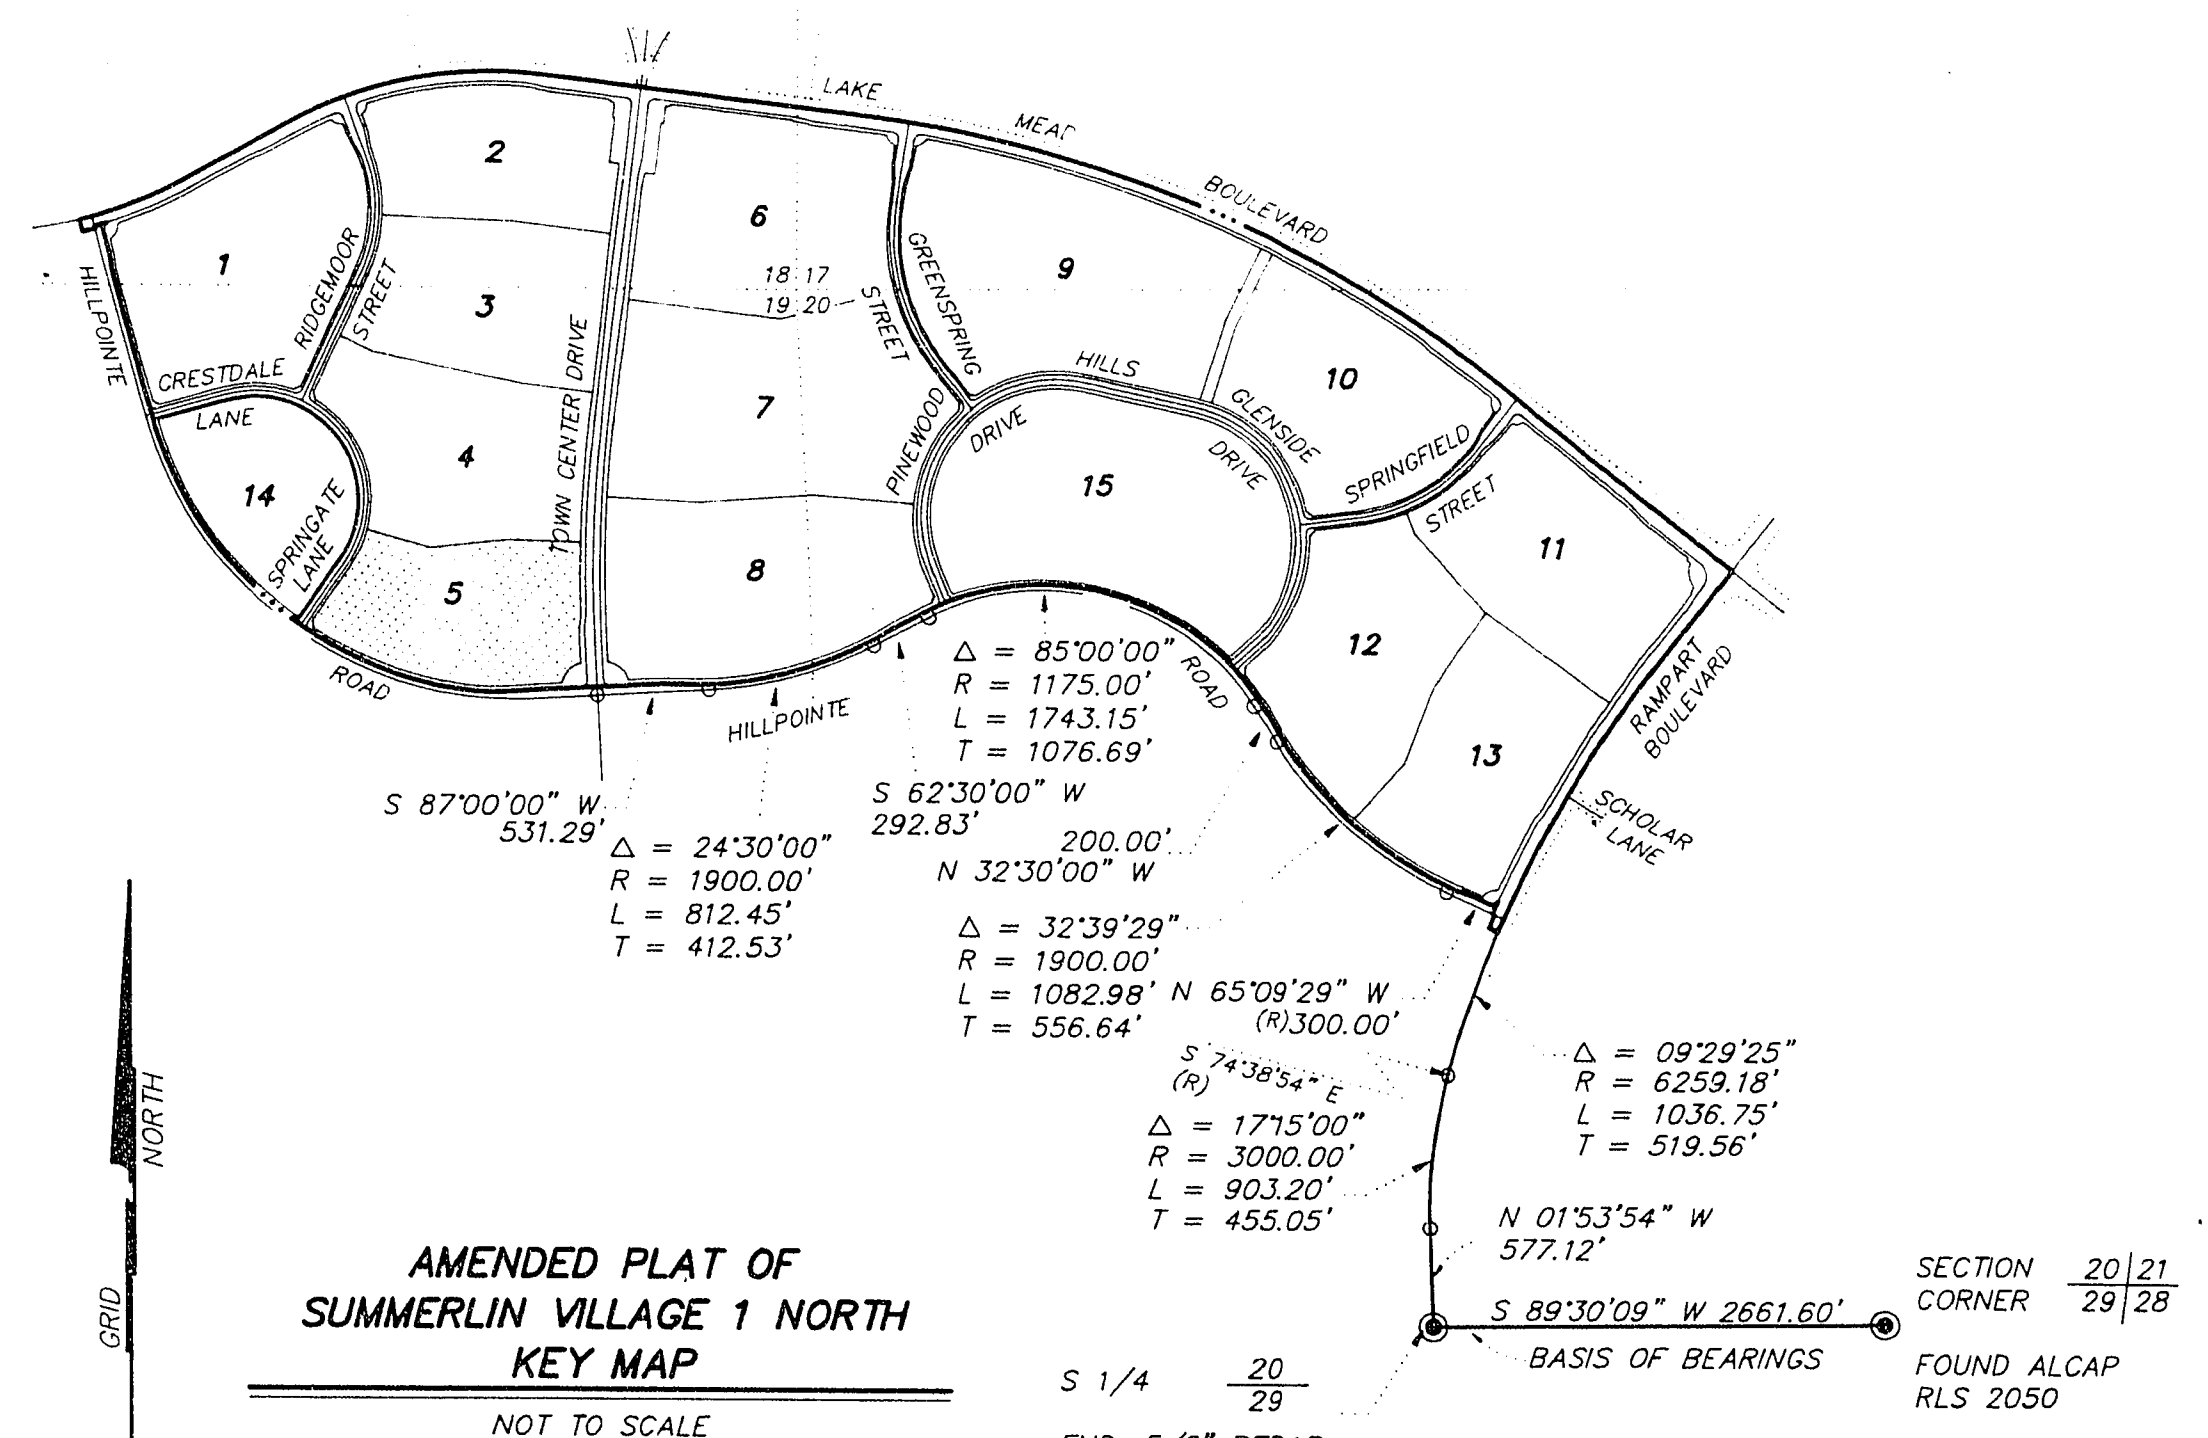 LAKE
MEAD
BOULEVARD
2
6
1
RIDGEMOOR
STREET
HILLPOINTE
3
18 17
19 20
GREENSPRING
STREET
9
CRESTDALE
LANE
TOWN CENTER DRIVE
7
PINEWOOD
DRIVE
HILLS
10
GLENSIDE
DRIVE
SPRINGFIELD
STREET
4
14
15
11
SPRINGATE
LANE
5
8
12
ROAD
HILLPOINTE
ROAD
13
RAMPART
BOULEVARD
SCHOLAR
LANE
△ = 85°00'00"
R = 1175.00'
L = 1743.15'
T = 1076.69'
S 87°00'00" W
531.29'
S 62°30'00" W
292.83'
200.00'
N 32°30'00" W
△ = 24°30'00"
R = 1900.00'
L = 812.45'
T = 412.53'
△ = 32°39'29"
R = 1900.00'
L = 1082.98'
T = 556.64'
N 65°09'29" W
(R)300.00'
S 74°38'54" E
(R)
△ = 09°29'25"
R = 6259.18'
L = 1036.75'
T = 519.56'
△ = 17°15'00"
R = 3000.00'
L = 903.20'
T = 455.05'
N 01°53'54" W
577.12'
NORTH
GRID
AMENDED PLAT OF
SUMMERLIN VILLAGE 1 NORTH
KEY MAP
NOT TO SCALE
S 89°30'09" W 2661.60'
BASIS OF BEARINGS
SECTION 20 21
CORNER 29 28
FOUND ALCAP
RLS 2050
S 1/4 20
29